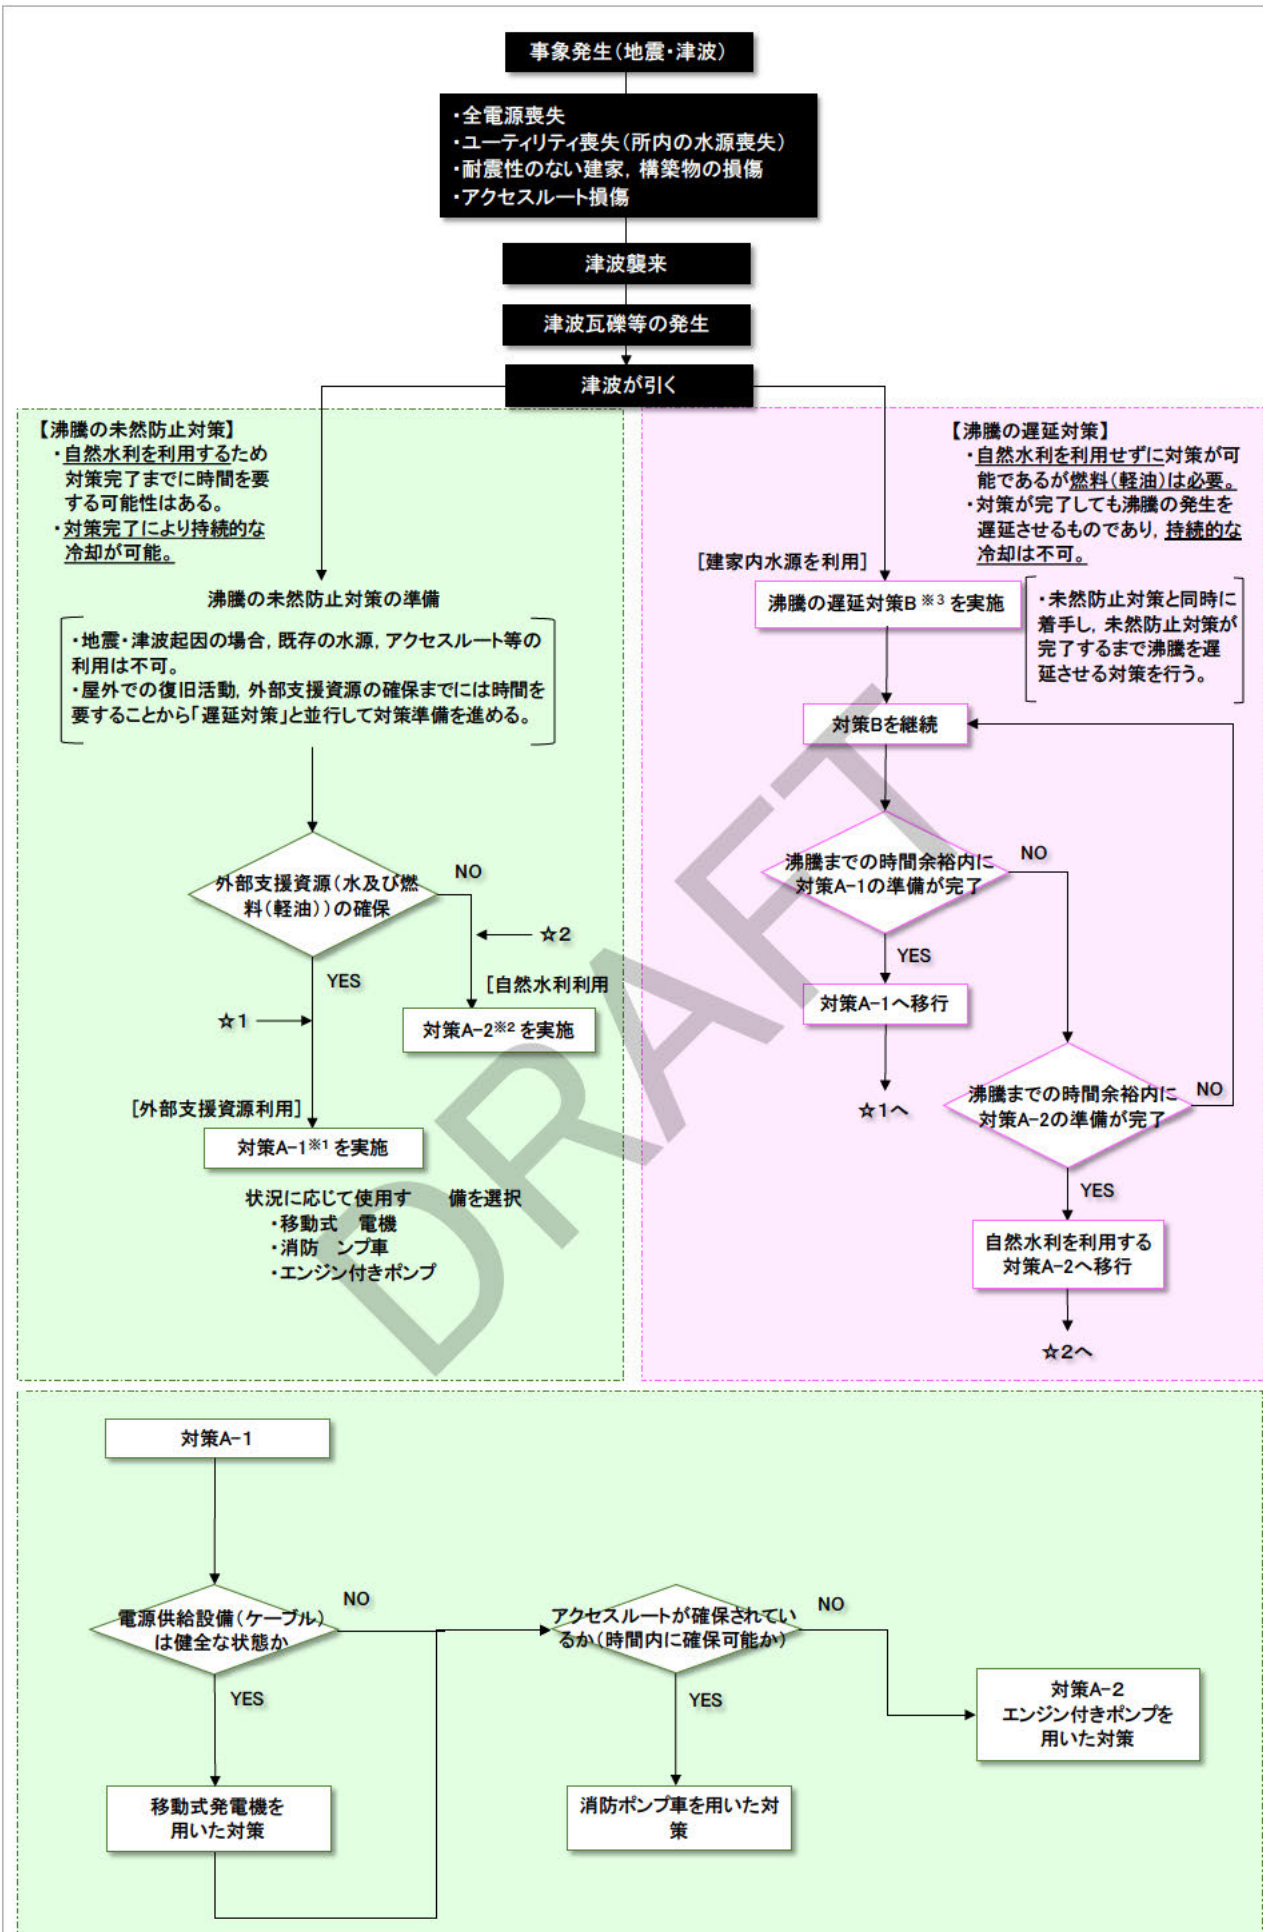 事象発生(地震・津波)
・全電源喪失
・ユーティリティ喪失(所内の水源喪失)
・耐震性のない建家, 構築物の損傷
・アクセスルート損傷
津波襲来
津波瓦礫等の発生
津波が引く
【沸騰の未然防止対策】
・自然水利を利用するため
対策完了までに時間を要
する可能性はある。
・対策完了により持続的な
冷却が可能。
沸騰の未然防止対策の準備
・地震・津波起因の場合, 既存の水源, アクセスルート等の
利用は不可。
・屋外での復旧活動, 外部支援資源の確保までには時間を
要することから「遅延対策」と並行して対策準備を進める。
外部支援資源(水及び燃
料(軽油))の確保
NO
☆2
YES
[自然水利利用
☆1
対策A-2※2 を実施
[外部支援資源利用]
対策A-1※1 を実施
状況に応じて使用す 備を選択
・移動式 電機
・消防 ンプ車
・エンジン付きポンプ
【沸騰の遅延対策】
・自然水利を利用せずに対策が可
能であるが燃料(軽油)は必要。
・対策が完了しても沸騰の発生を
遅延させるものであり, 持続的な
冷却は不可。
[建家内水源を利用]
沸騰の遅延対策B ※3 を実施
・未然防止対策と同時に
着手し, 未然防止対策が
完了するまで沸騰を遅
延させる対策を行う。
対策Bを継続
沸騰までの時間余裕内に
対策A-1の準備が完了
NO
YES
対策A-1へ移行
☆1へ
沸騰までの時間余裕内に
対策A-2の準備が完了
NO
YES
自然水利を利用する
対策A-2へ移行
☆2へ
DRAFT
対策A-1
電源供給設備(ケーブル)
は健全な状態か
NO
YES
移動式発電機を
用いた対策
アクセスルートが確保されてい
るか(時間内に確保可能か)
NO
YES
消防ポンプ車を用いた対
策
対策A-2
エンジン付きポンプを
用いた対策